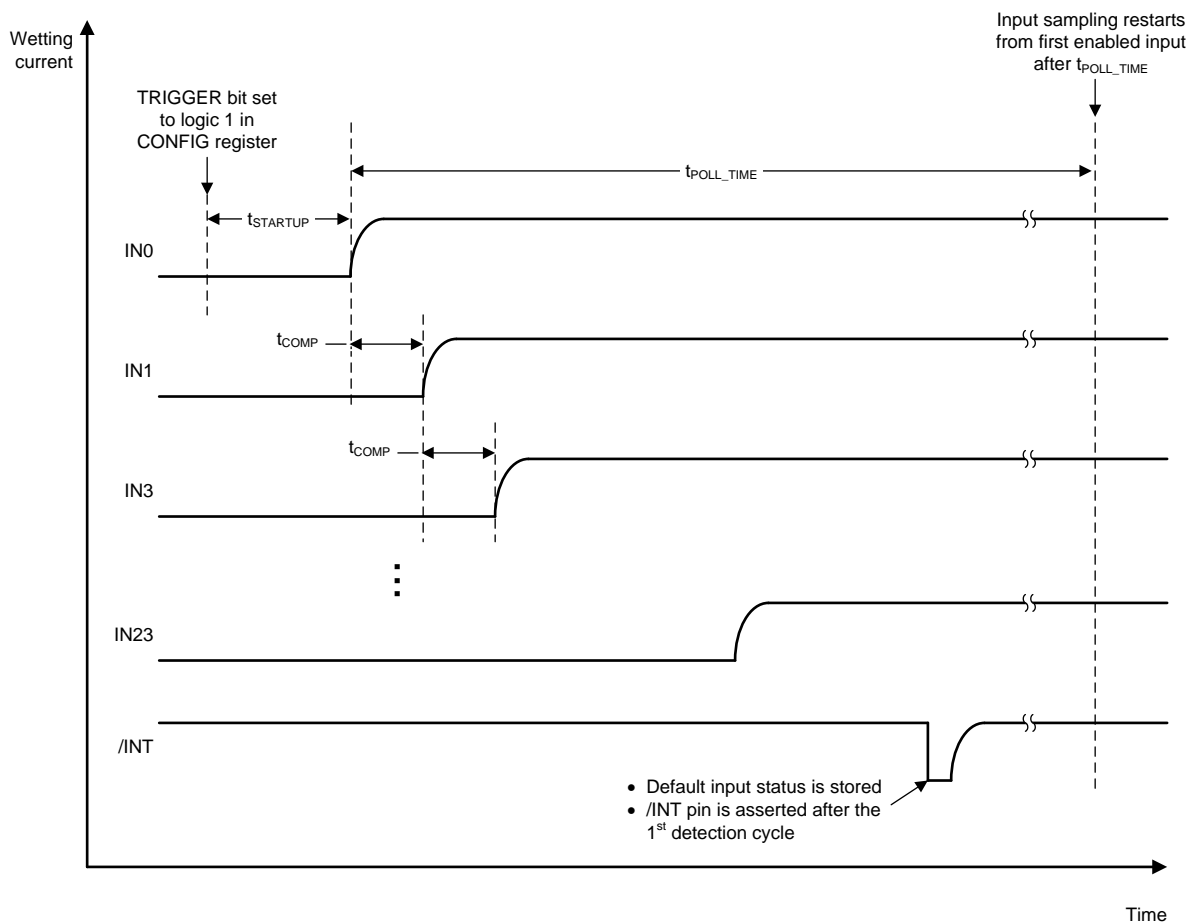 Wetting
current
Input sampling restarts
from first enabled input
after tPOLL_TIME
TRIGGER bit set
to logic 1 in
CONFIG register
tPOLL_TIME
tSTARTUP
IN0
tCOMP
IN1
tCOMP
IN3
IN23
/INT
• Default input status is stored
• /INT pin is asserted after the
1st detection cycle
Time